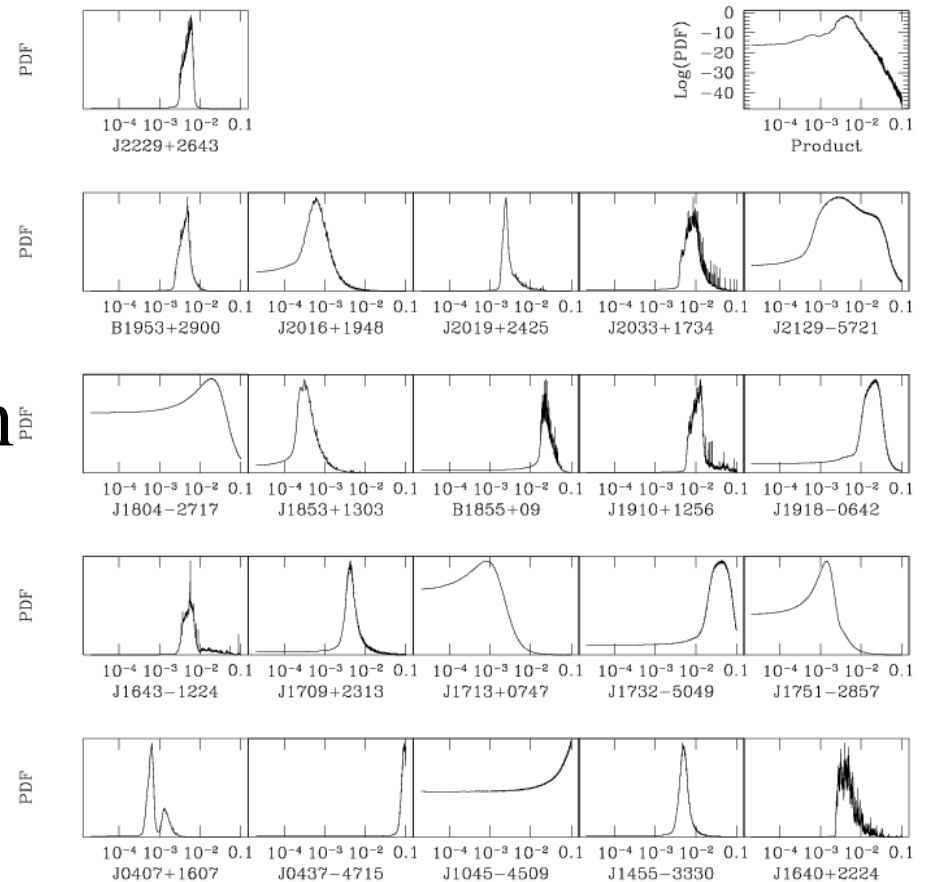 PDF
10⁻⁴ 10⁻³ 10⁻² 0.1
J2229+2643
Log(PDF)
0
−10
−20
−30
−40
10⁻⁴ 10⁻³ 10⁻² 0.1
Product
PDF
10⁻⁴ 10⁻³ 10⁻² 0.1 10⁻⁴ 10⁻³ 10⁻² 0.1 10⁻⁴ 10⁻³ 10⁻² 0.1 10⁻⁴ 10⁻³ 10⁻² 0.1 10⁻⁴ 10⁻³ 10⁻² 0.1
B1953+2900 J2016+1948 J2019+2425 J2033+1734 J2129−5721
n
PDF
10⁻⁴ 10⁻³ 10⁻² 0.1 10⁻⁴ 10⁻³ 10⁻² 0.1 10⁻⁴ 10⁻³ 10⁻² 0.1 10⁻⁴ 10⁻³ 10⁻² 0.1 10⁻⁴ 10⁻³ 10⁻² 0.1
J1804−2717 J1853+1303 B1855+09 J1910+1256 J1918−0642
PDF
10⁻⁴ 10⁻³ 10⁻² 0.1 10⁻⁴ 10⁻³ 10⁻² 0.1 10⁻⁴ 10⁻³ 10⁻² 0.1 10⁻⁴ 10⁻³ 10⁻² 0.1 10⁻⁴ 10⁻³ 10⁻² 0.1
J1643−1224 J1709+2313 J1713+0747 J1732−5049 J1751−2857
PDF
10⁻⁴ 10⁻³ 10⁻² 0.1 10⁻⁴ 10⁻³ 10⁻² 0.1 10⁻⁴ 10⁻³ 10⁻² 0.1 10⁻⁴ 10⁻³ 10⁻² 0.1 10⁻⁴ 10⁻³ 10⁻² 0.1
J0407+1607 J0437−4715 J1045−4509 J1455−3330 J1640+2224